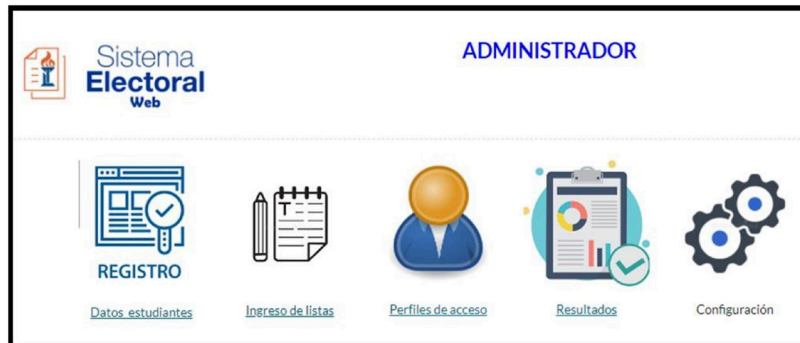 Sistema
Electoral
Web
ADMINISTRADOR
REGISTRO
Datos estudiantes
Ingreso de listas
Perfiles de acceso
Resultados
Configuración